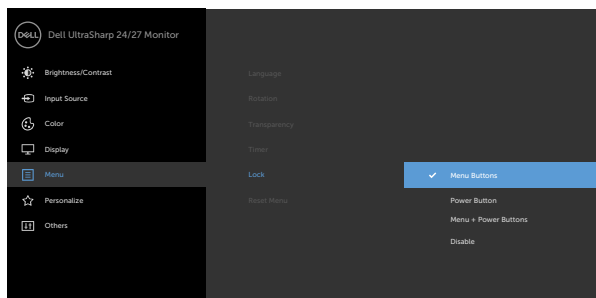 DELL
Dell UltraSharp 24/27 Monitor
Brightness/Contrast
Input Source
Color
Display
Menu
Personalize
Others
Language
Rotation
Transparency
Timer
Lock
Reset Menu
Menu Buttons
Power Button
Menu + Power Buttons
Disable